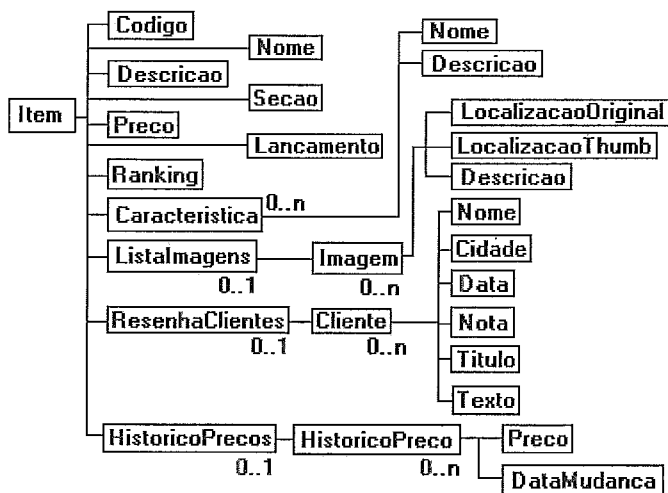 Codigo
Nome
Nome
Descricao
Descricao
Secao
Item
Preco
LocalizacaoOriginal
Lancamento
LocalizacaoThumb
Ranking
Descricao
0..n
Caracteristica
Nome
ListaImagens
Imagem
Cidade
0..1
0..n
Data
ResenhaClientes
Cliente
Nota
0..1
0..n
Titulo
Texto
HistoricoPrecos
HistoricoPreco
Preco
0..1
0..n
DataMudanca